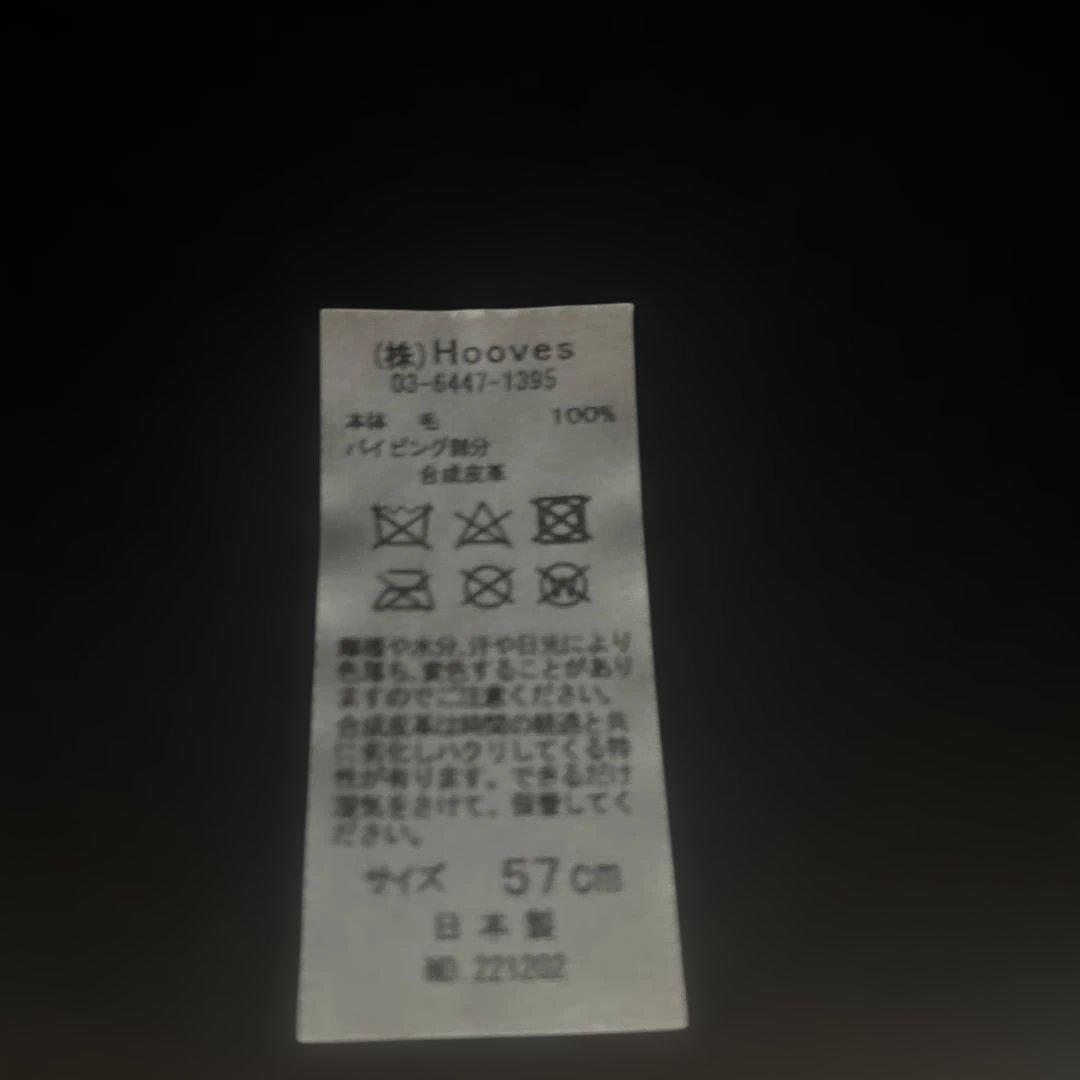 (株)Hooves
03-6447-1395
本体 毛 100%
パイピング部分
合成皮革
摩擦や水分、汗や日光により
色落ち、変色することがあり
ますのでご注意ください。
合成皮革は時間の経過と共
に劣化しハクリしてくる特
性が有ります。できるだけ
湿気をさけて、保管してく
ださい。
サイズ 57cm
日本製
NO.221202